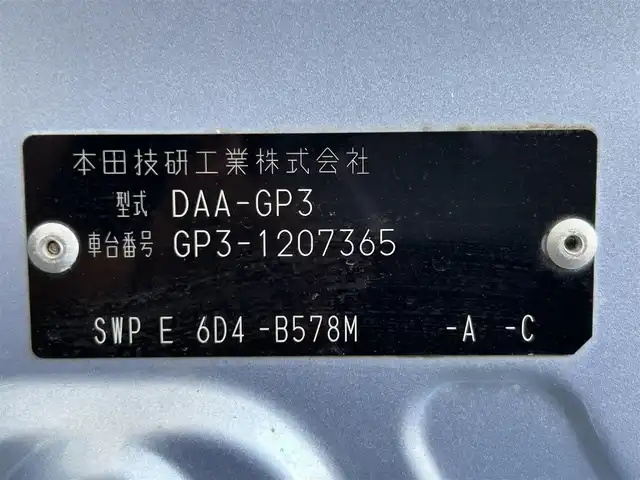 本田技研工業株式会社
型式 DAA-GP3
車台番号 GP3-1207365
SWP E 6D4 -B578M -A -C